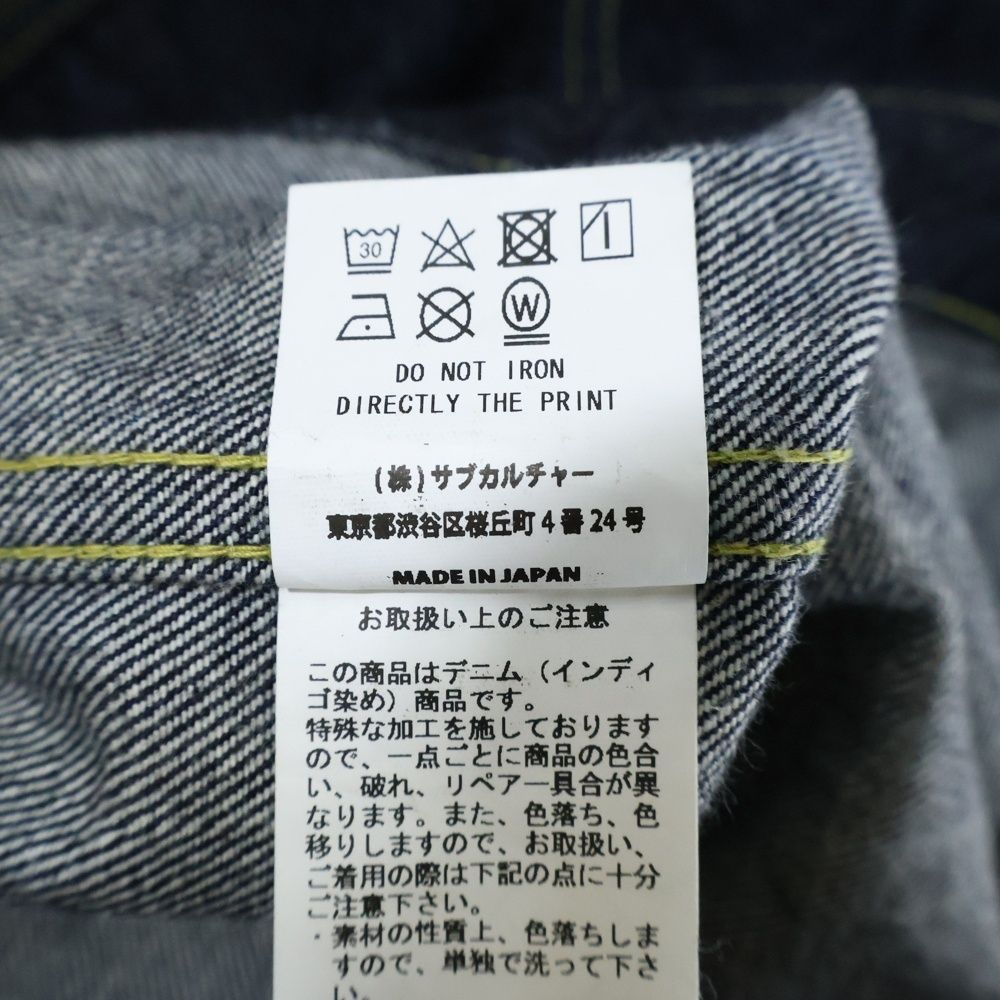 30
W
DO NOT IRON
DIRECTLY THE PRINT
(株)サブカルチャー
東京都渋谷区桜丘町4番24号
MADE IN JAPAN
お取扱い上のご注意
この商品はデニム（インディ
ゴ染め）商品です。
特殊な加工を施しております
ので、一点ごとに商品の色合
い、破れ、リペアー具合が異
なります。また、色落ち、色
移りしますので、お取扱い、
ご着用の際は下記の点に十分
ご注意下さい。
・素材の性質上、色落ちしま
すので、単独で洗って下さ
い。